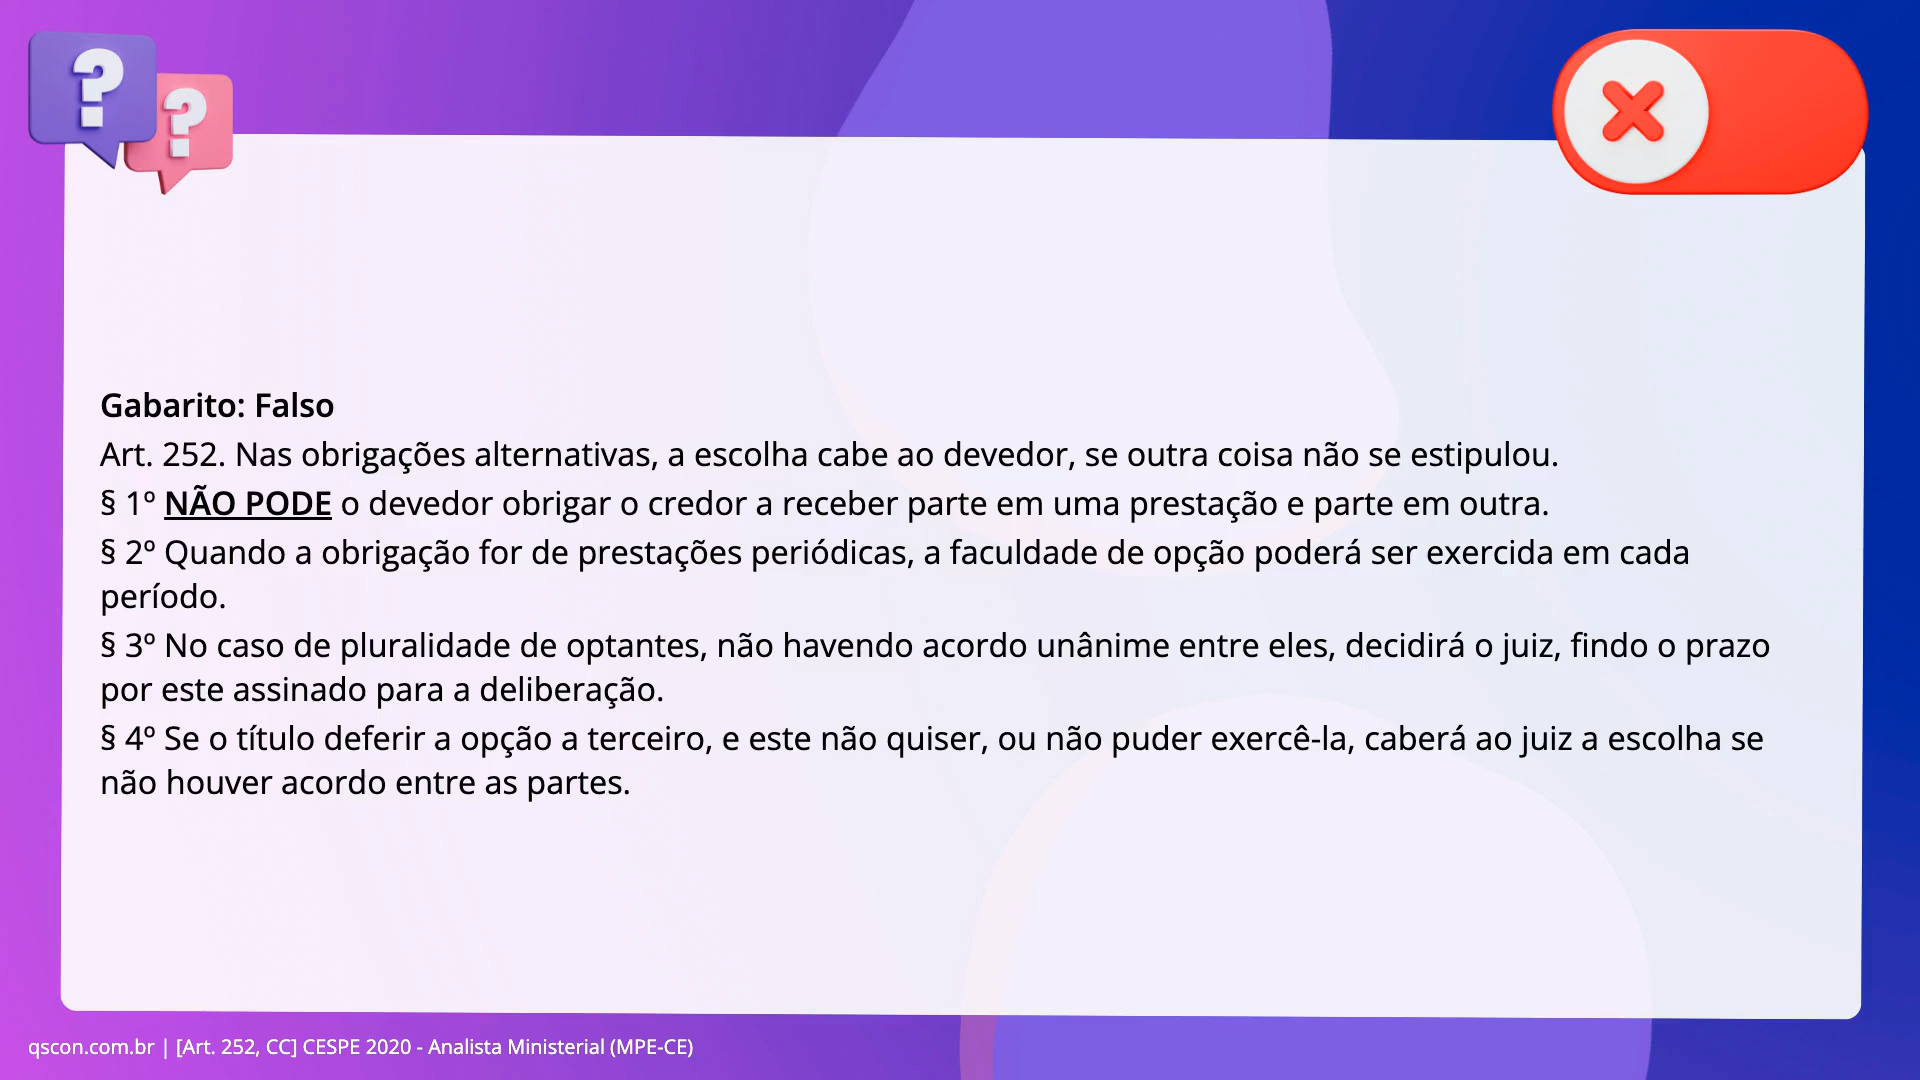 Gabarito: Falso
Art. 252. Nas obrigações alternativas, a escolha cabe ao devedor, se outra coisa não se estipulou.
§ 1º NÃO PODE o devedor obrigar o credor a receber parte em uma prestação e parte em outra.
§ 2º Quando a obrigação for de prestações periódicas, a faculdade de opção poderá ser exercida em cada
período.
§ 3º No caso de pluralidade de optantes, não havendo acordo unânime entre eles, decidirá o juiz, findo o prazo
por este assinado para a deliberação.
§ 4º Se o título deferir a opção a terceiro, e este não quiser, ou não puder exercê-la, caberá ao juiz a escolha se
não houver acordo entre as partes.
qscon.com.br | [Art. 252, CC] CESPE 2020 - Analista Ministerial (MPE-CE)